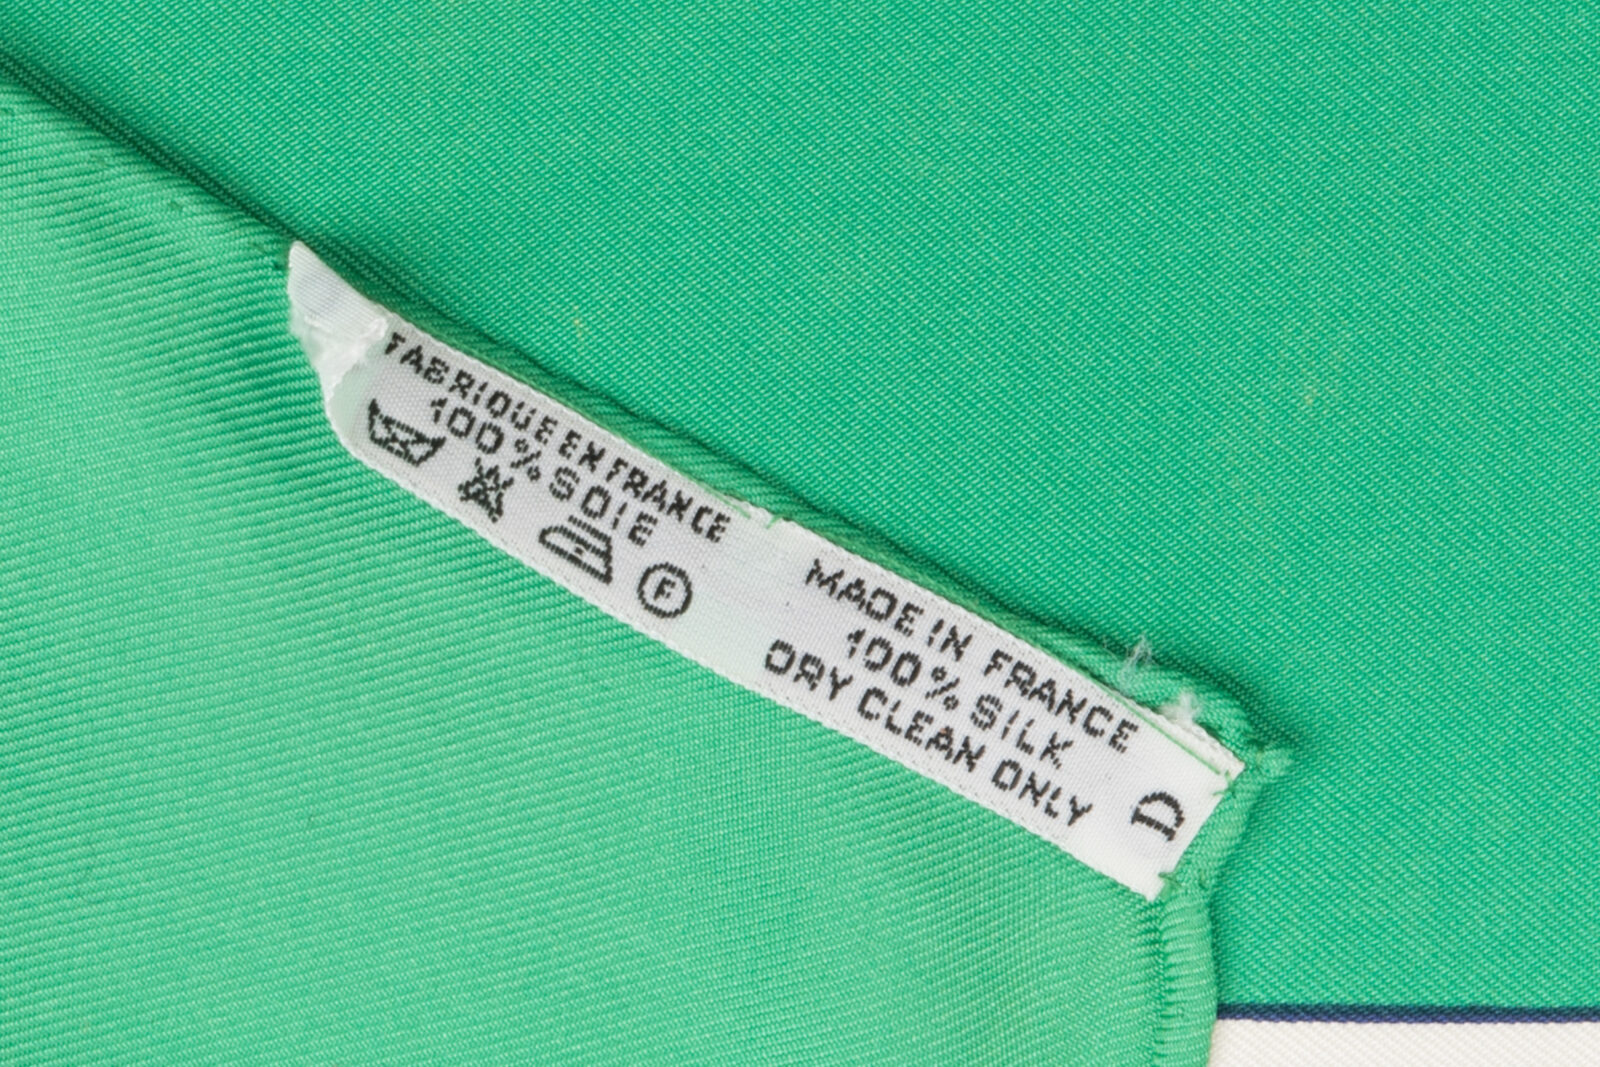 FABRIQUE EN FRANCE
100% SOIE
F
MADE IN FRANCE
100% SILK
DRY CLEAN ONLY
D